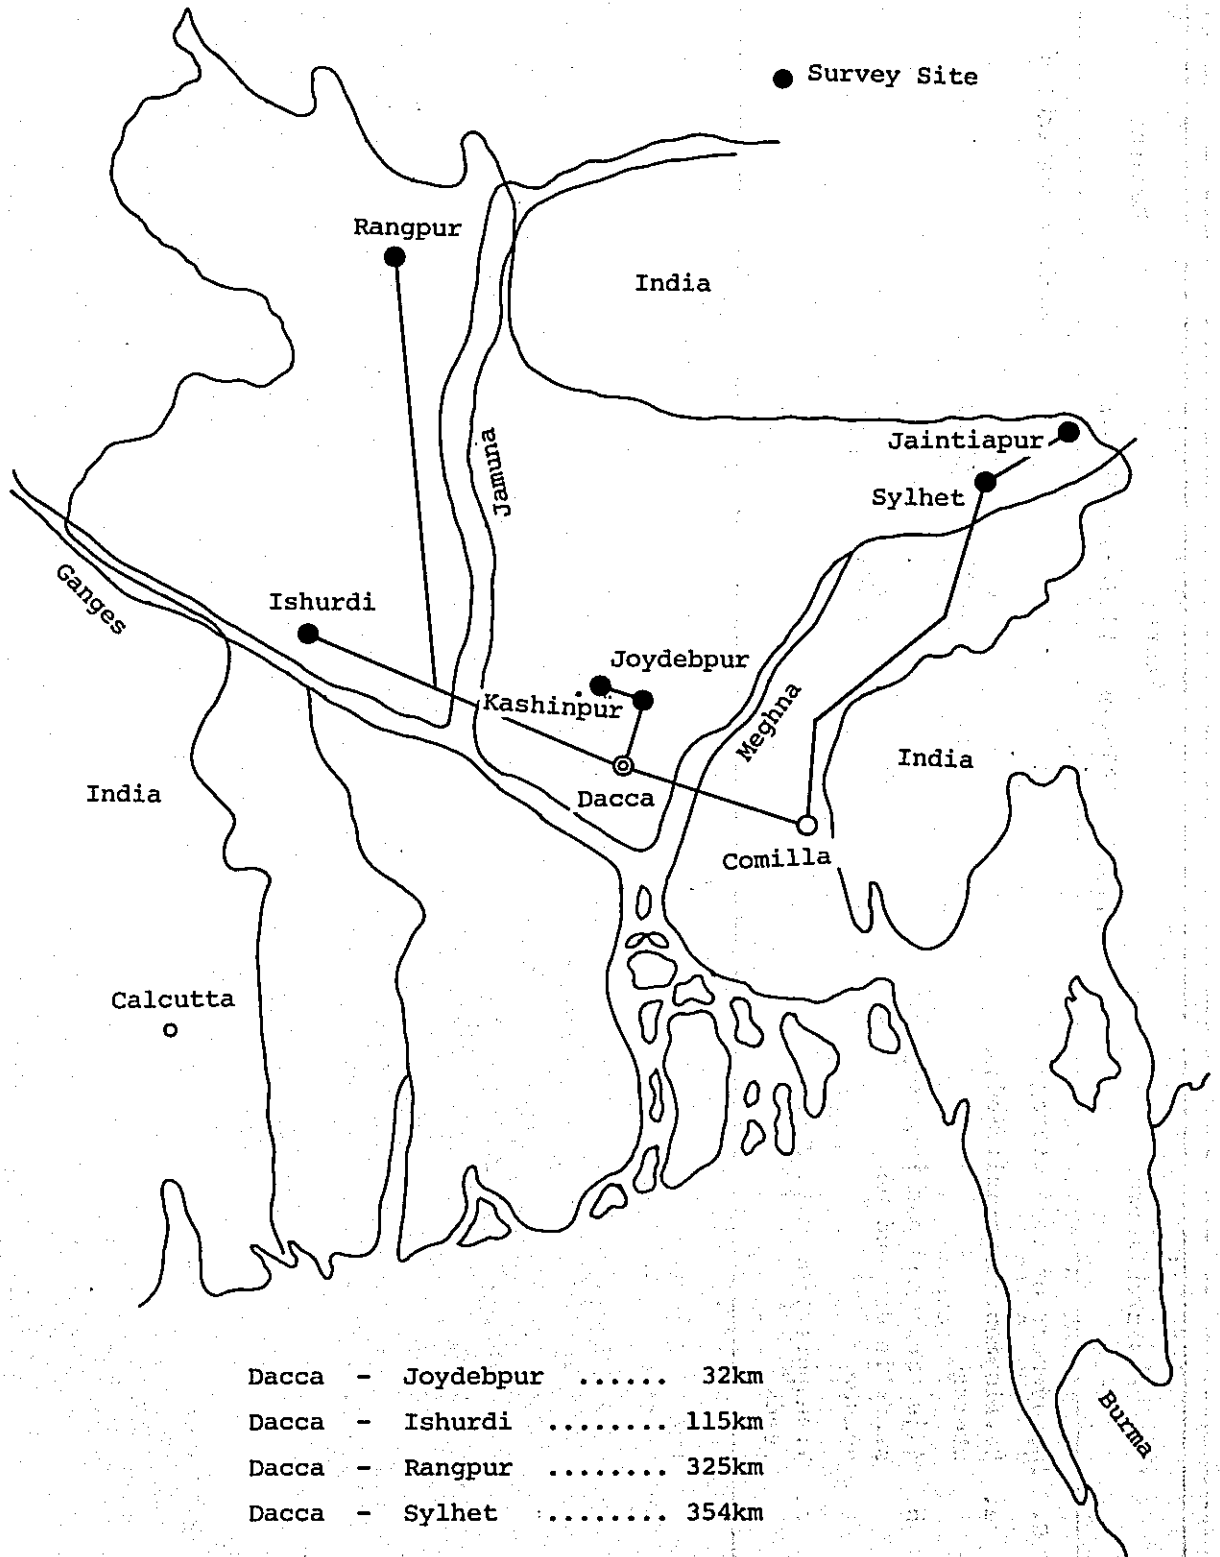 Survey Site
Rangpur
India
Jaintiapur
Sylhet
Jamuna
Ganges
Ishurdi
Joydebpur
Kashinpur
Meghna
India
India
Dacca
Comilla
Calcutta
Dacca - Joydebpur ...... 32km
Dacca - Ishurdi ........ 115km
Dacca - Rangpur ........ 325km
Dacca - Sylhet ........ 354km
Burma